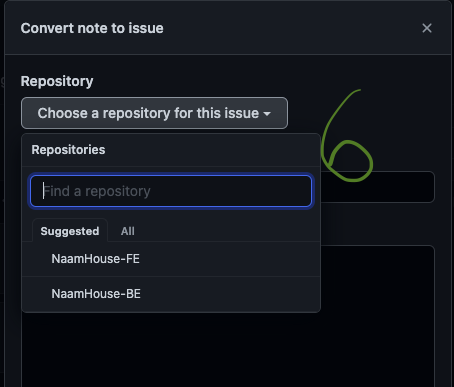 Convert note to issue
Repository
Choose a repository for this issue
6
Repositories
Find a repository
Suggested All
NaamHouse-FE
NaamHouse-BE